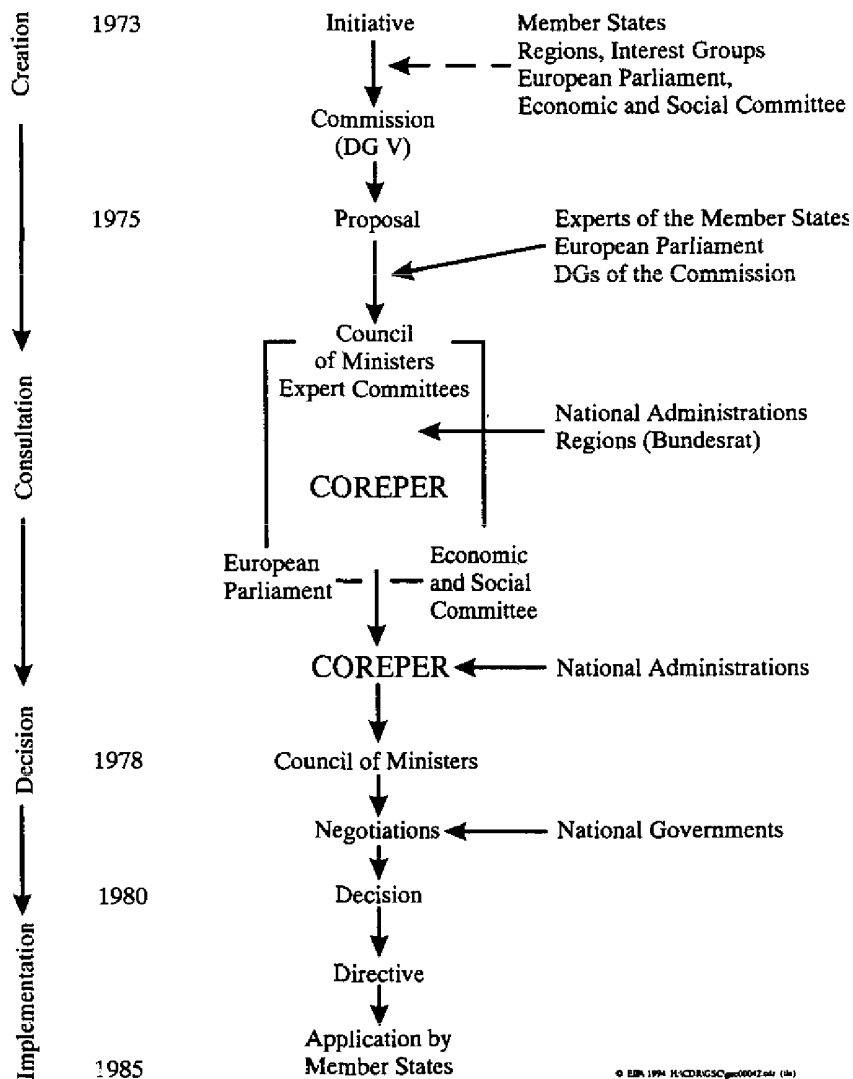 Creation
1973
Initiative
Member States
Regions, Interest Groups
European Parliament,
Economic and Social Committee
Commission
(DG V)
1975
Proposal
Experts of the Member States
European Parliament
DGs of the Commission
Council
of Ministers
Expert Committees
Consultation
National Administrations
Regions (Bundesrat)
COREPER
European
Parliament
Economic
and Social
Committee
COREPER
National Administrations
Decision
1978
Council of Ministers
Negotiations
National Governments
1980
Decision
Implementation
Directive
Application by
Member States
1985
© EIPA 1994